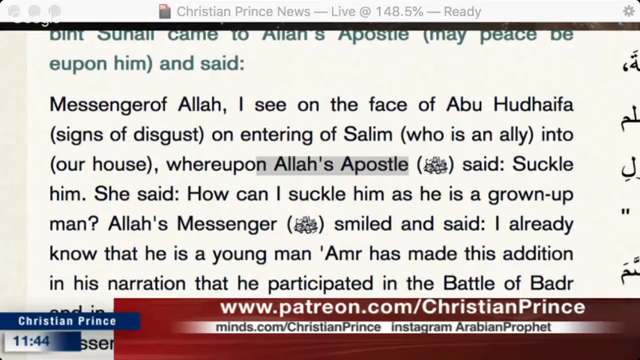 Christian Prince News — Live @ 148.5% — Ready
bint Suhail came to Allah's Apostle (may peace be
eupon him) and said:
Messengerof Allah, I see on the face of Abu Hudhaifa
(signs of disgust) on entering of Salim (who is an ally) into
(our house), whereupon Allah's Apostle (ﷺ) said: Suckle
him. She said: How can I suckle him as he is a grown-up
man? Allah's Messenger (ﷺ) smiled and said: I already
know that he is a young man 'Amr has made this addition
in his narration that he participated in the Battle of Badr
and in
www.patreon.com/ChristianPrince
Christian Prince
minds.com/ChristianPrince instagram ArabianProphet
11:44